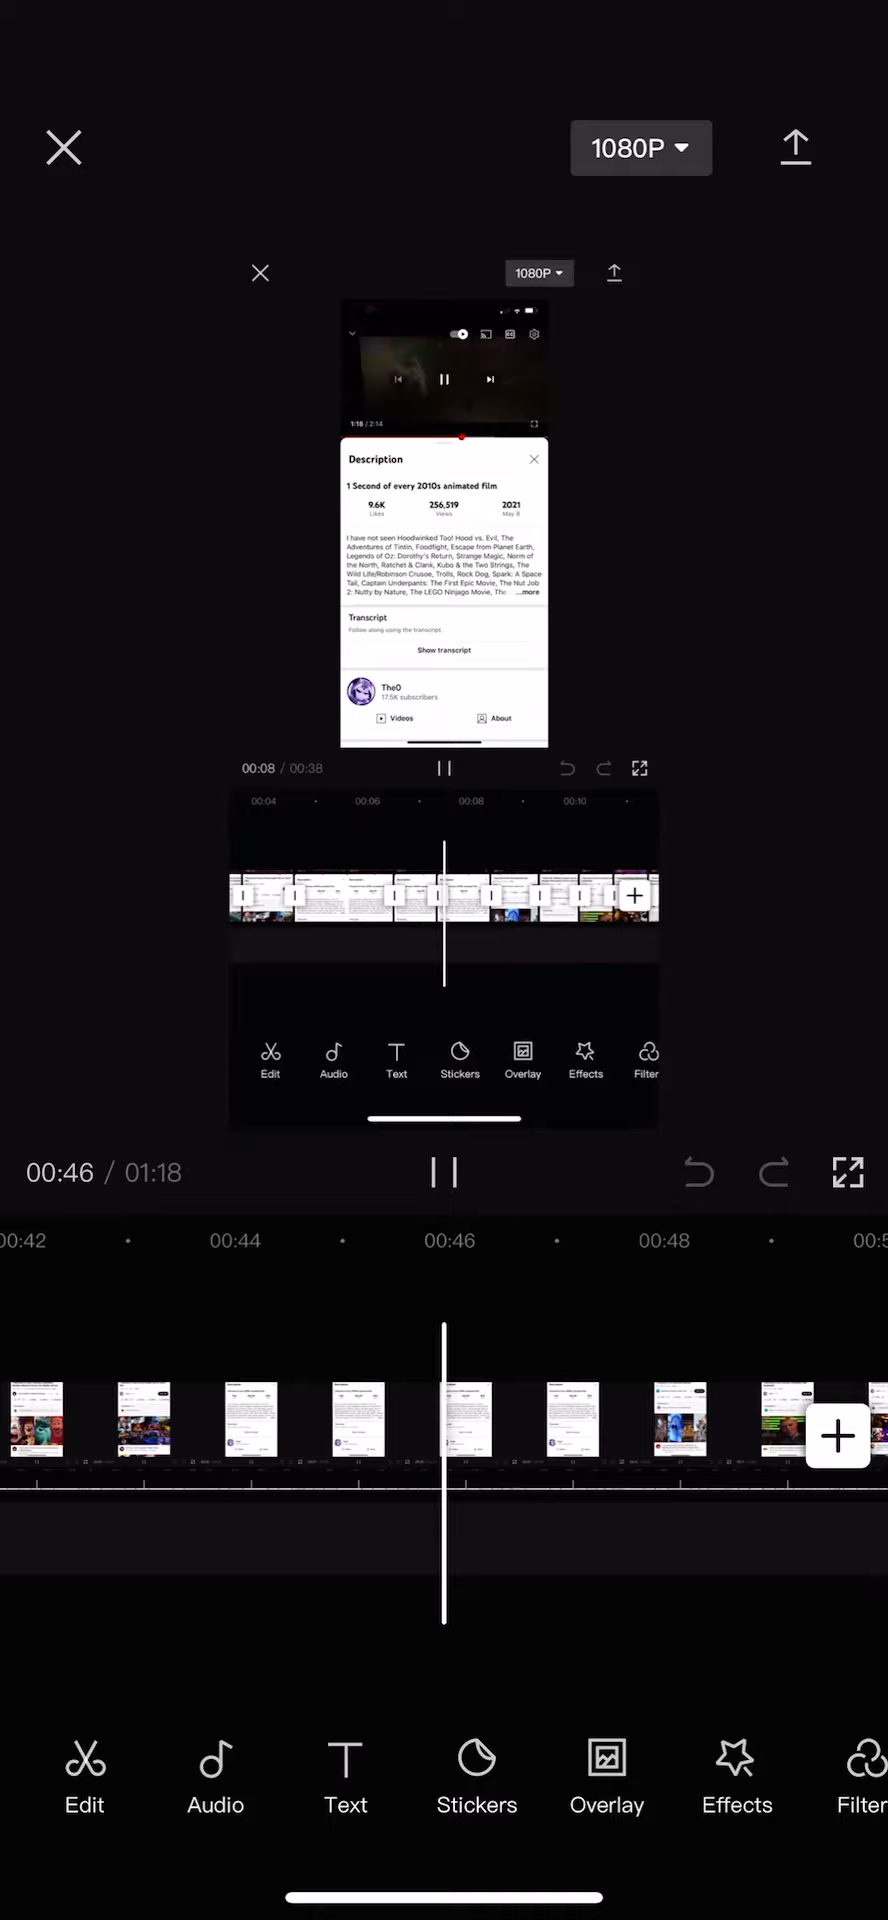 1080P
1080P
1:18 / 2:14
Description
1 Second of every 2010s animated film
9.6K 256,519 2021
Likes Views May 8
I have not seen Hoodwinked Too! Hood vs. Evil, The
Adventures of Tintin, Foodfight, Escape from Planet Earth,
Legends of Oz: Dorothy's Return, Strange Magic, Norm of
the North, Ratchet & Clank, Kubo & the Two Strings, The
Wild Life/Robinson Crusoe, Trolls, Rock Dog, Spark: A Space
Tail, Captain Underpants: The First Epic Movie, The Nut Job
2: Nutty by Nature, The LEGO Ninjago Movie, The ...more
Transcript
Follow along using the transcript.
Show transcript
The0
17.5K subscribers
Videos About
00:08 / 00:38
00:04 00:06 00:08 00:10
Edit Audio Text Stickers Overlay Effects Filter
00:46 / 01:18
00:42 00:44 00:46 00:48 00:5
Edit Audio Text Stickers Overlay Effects Filter